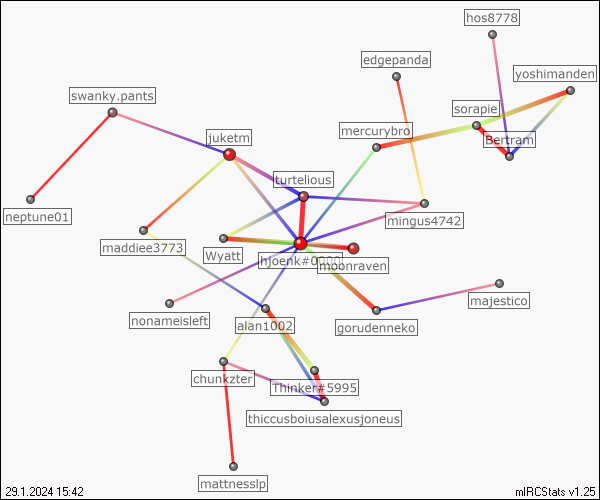 hos8778
edgepanda
yoshimanden
swanky.pants
sorapie
mercurybro
juketm
Bertram
turtelious
neptune01
mingus4742
maddiee3773
Wyatt
hjoenk#0000
moonraven
majestico
nonameisleft
alan1002
gorudenneko
chunkzter
Thinker#5995
thiccusboiusalexusjoneus
mattnesslp
29.1.2024 15:42
mIRCStats v1.25